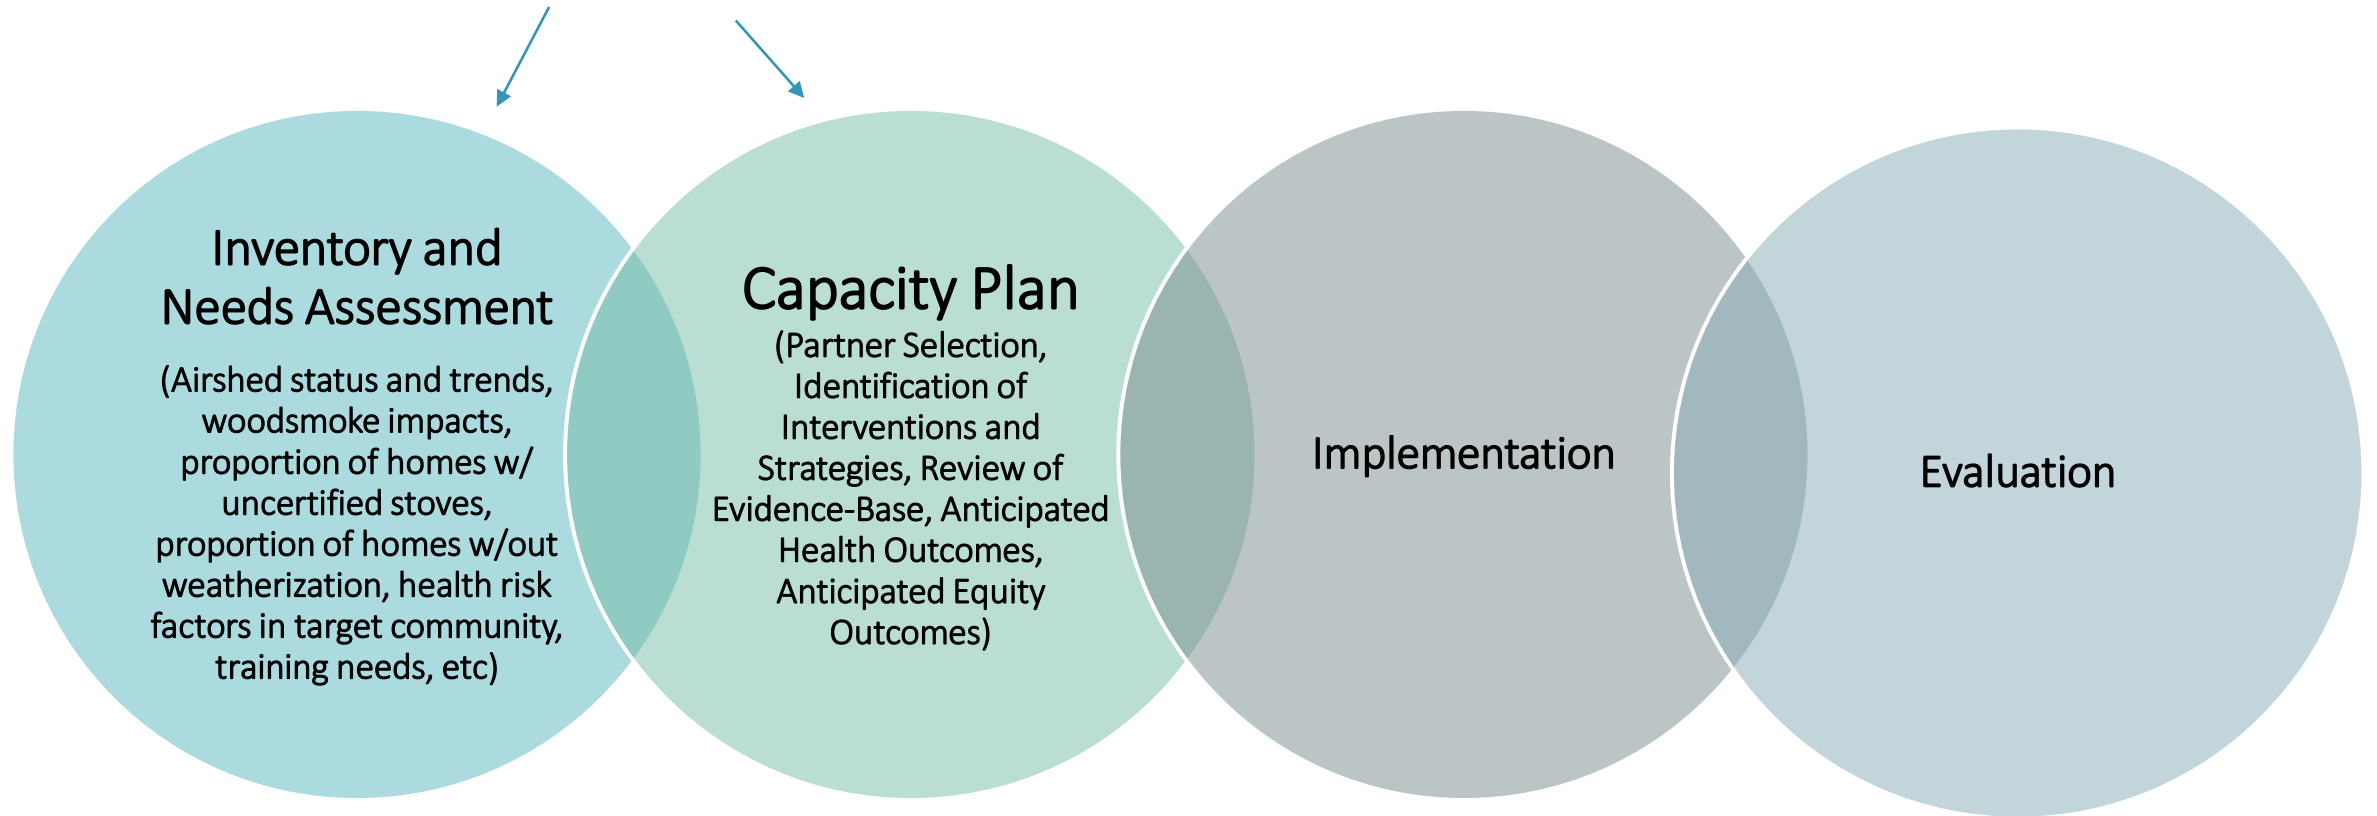 Inventory and
Needs Assessment
(Airshed status and trends,
woodsmoke impacts,
proportion of homes w/
uncertified stoves,
proportion of homes w/out
weatherization, health risk
factors in target community,
training needs, etc)
Capacity Plan
(Partner Selection,
Identification of
Interventions and
Strategies, Review of
Evidence-Base, Anticipated
Health Outcomes,
Anticipated Equity
Outcomes)
Implementation
Evaluation